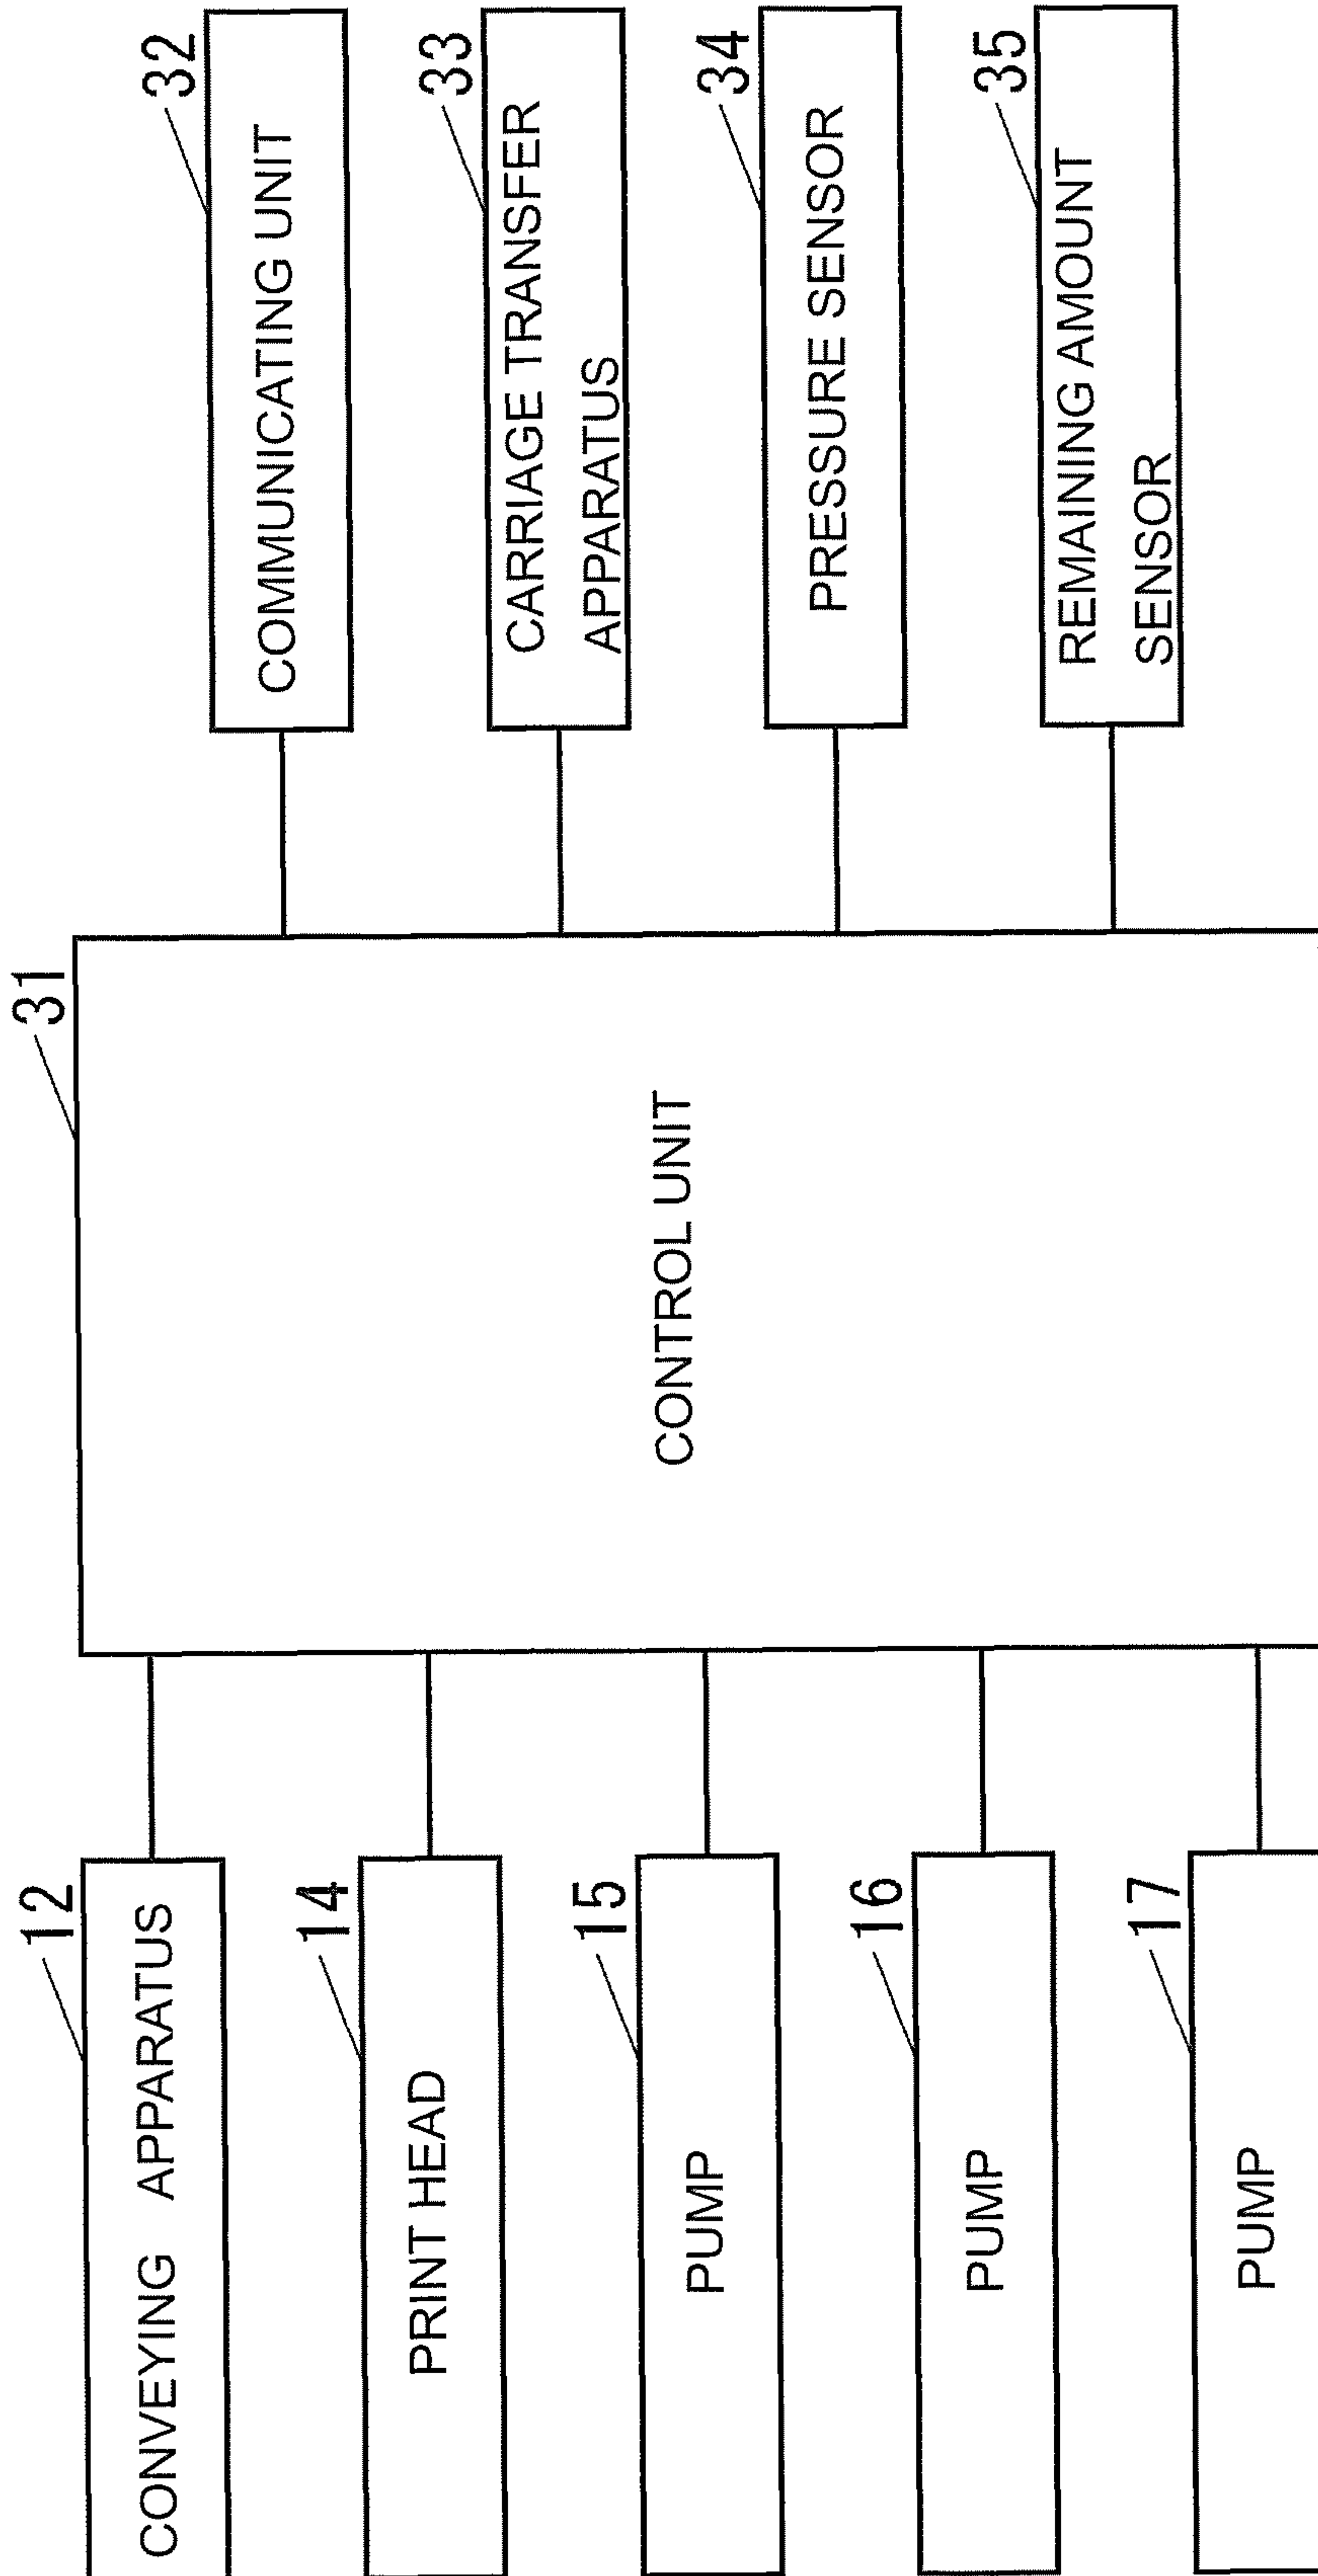 31
12
CONVEYING APPARATUS
14
PRINT HEAD
15
PUMP
16
PUMP
17
PUMP
CONTROL UNIT
32
COMMUNICATING UNIT
33
CARRIAGE TRANSFER
APPARATUS
34
PRESSURE SENSOR
35
REMAINING AMOUNT
SENSOR